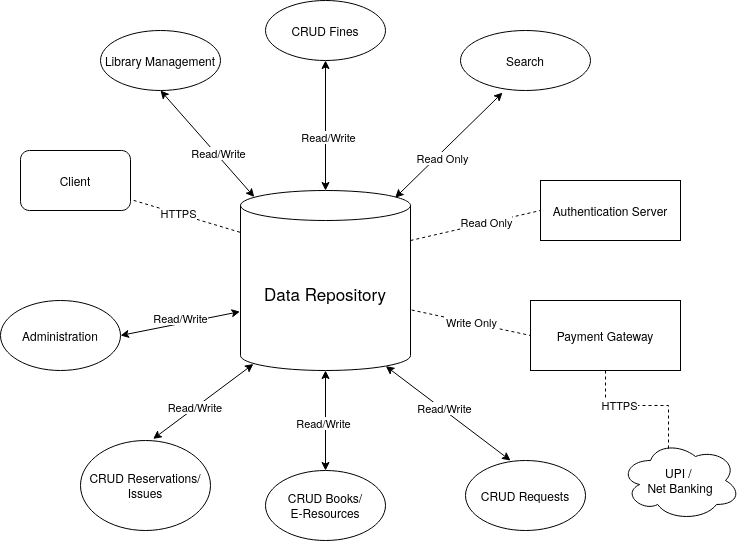 CRUD Fines
Library Management
Search
Read/Write
Read/Write
Read Only
Client
HTTPS
Authentication Server
Read Only
Data Repository
Read/Write
Write Only
Administration
Payment Gateway
Read/Write
Read/Write
Read/Write
HTTPS
CRUD Reservations/
Issues
CRUD Books/
E-Resources
CRUD Requests
UPI /
Net Banking